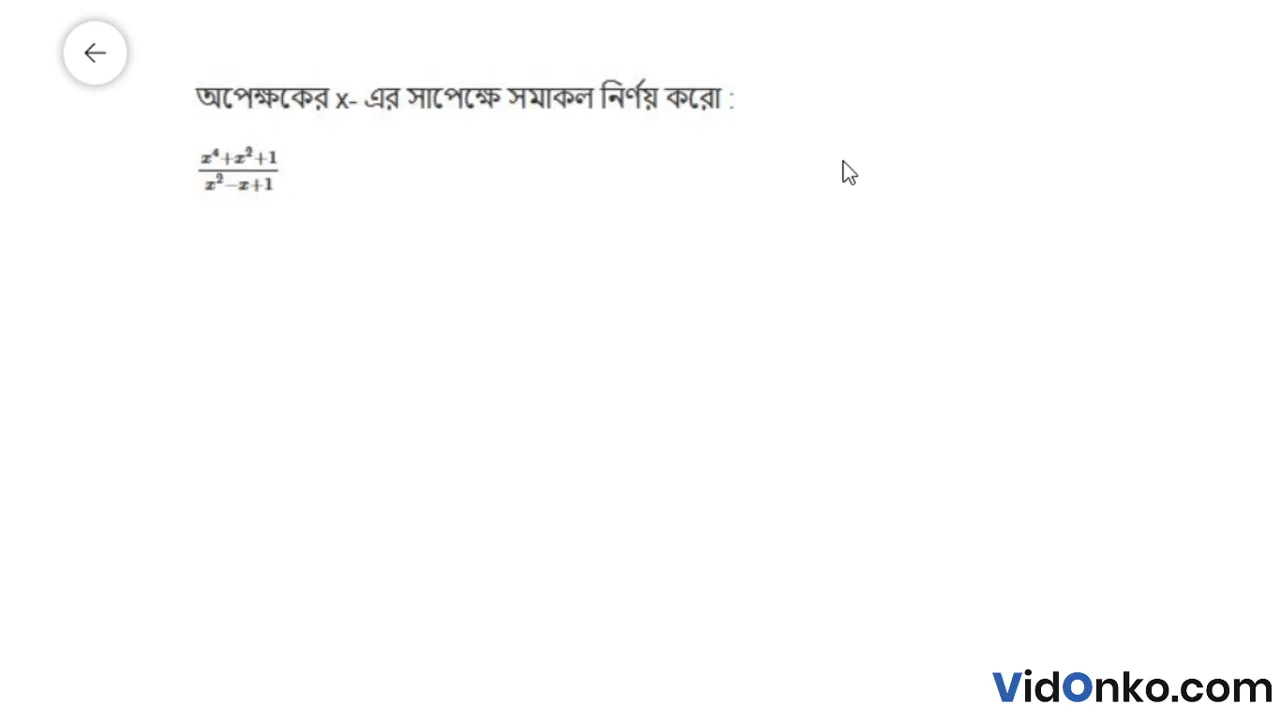 অপেক্ষকের x- এর সাপেক্ষে সমাকল নির্ণয় করো :
x⁴+x²+1
x²−x+1
VidOnko.com